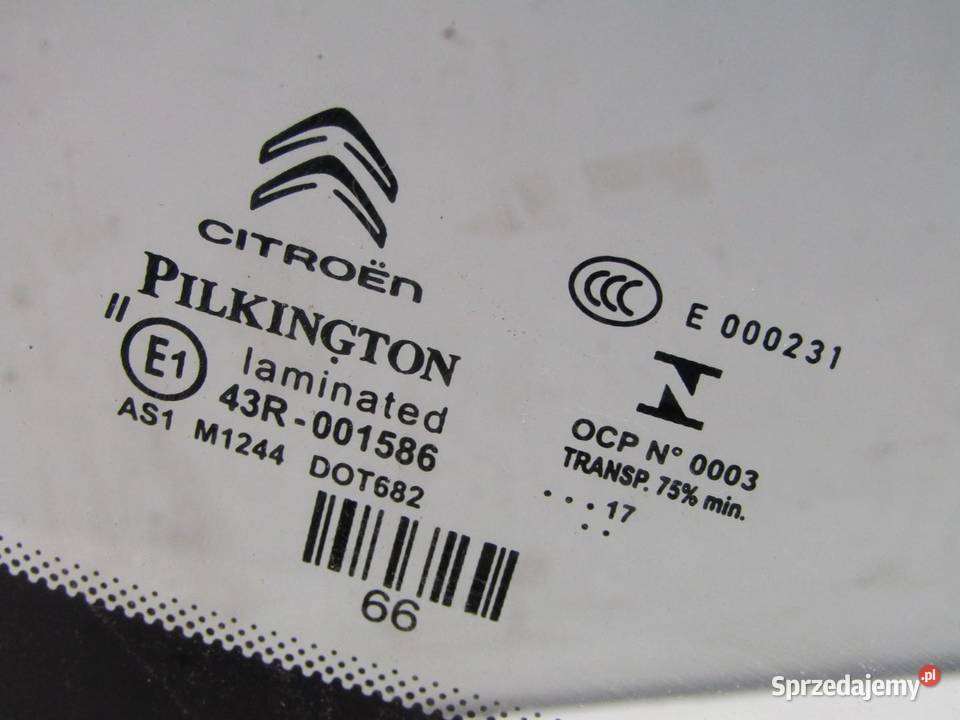 CITROËN
PILKINGTON
II
E1
laminated
43R-001586
AS1 M1244 DOT682
66
CCC
E 000231
OCP N° 0003
TRANSP. 75% min.
. . . 17
. .
Sprzedajemy.pl